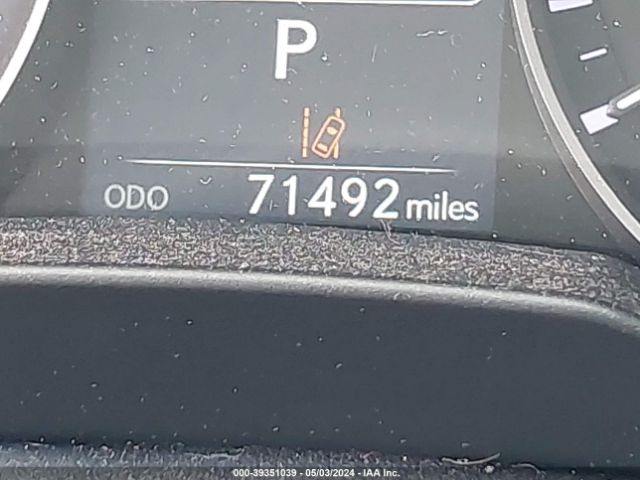 P
ODO 71492 miles
000-39351039 - 05/03/2024 - IAA Inc.